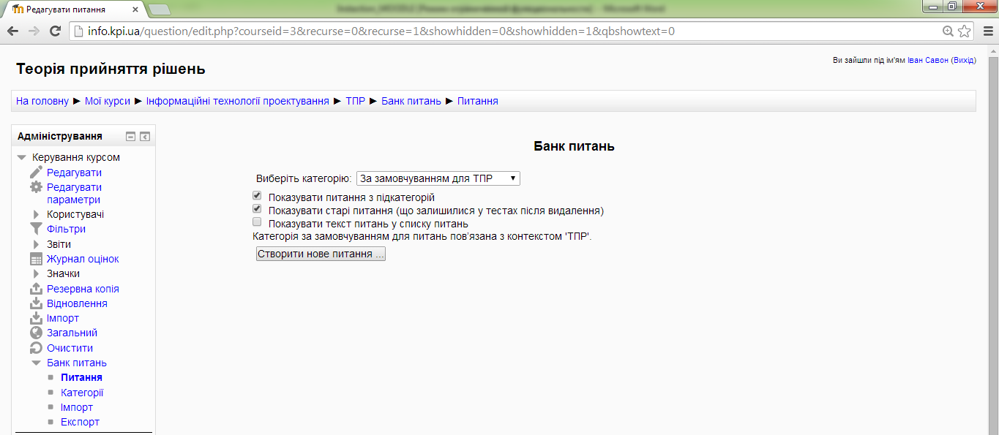 Редагувати питання
info.kpi.ua/question/edit.php?courseid=3&recurse=0&recurse=1&showhidden=0&showhidden=1&qbshowtext=0
Ви зайшли під ім'ям Іван Савон (Вихід)
Теорія прийняття рішень
На головну ► Мої курси ► Інформаційні технології проектування ► ТПР ► Банк питань ► Питання
Адміністрування
Керування курсом
Редагувати
Редагувати
параметри
Користувачі
Фільтри
Звіти
Журнал оцінок
Значки
Резервна копія
Відновлення
Імпорт
Загальний
Очистити
Банк питань
Питання
Категорії
Імпорт
Експорт
Банк питань
Виберіть категорію: За замовчуванням для ТПР
Показувати питання з підкатегорій
Показувати старі питання (що залишилися у тестах після видалення)
Показувати текст питань у списку питань
Категорія за замовчуванням для питань пов'язана з контекстом 'ТПР'.
Створити нове питання ...